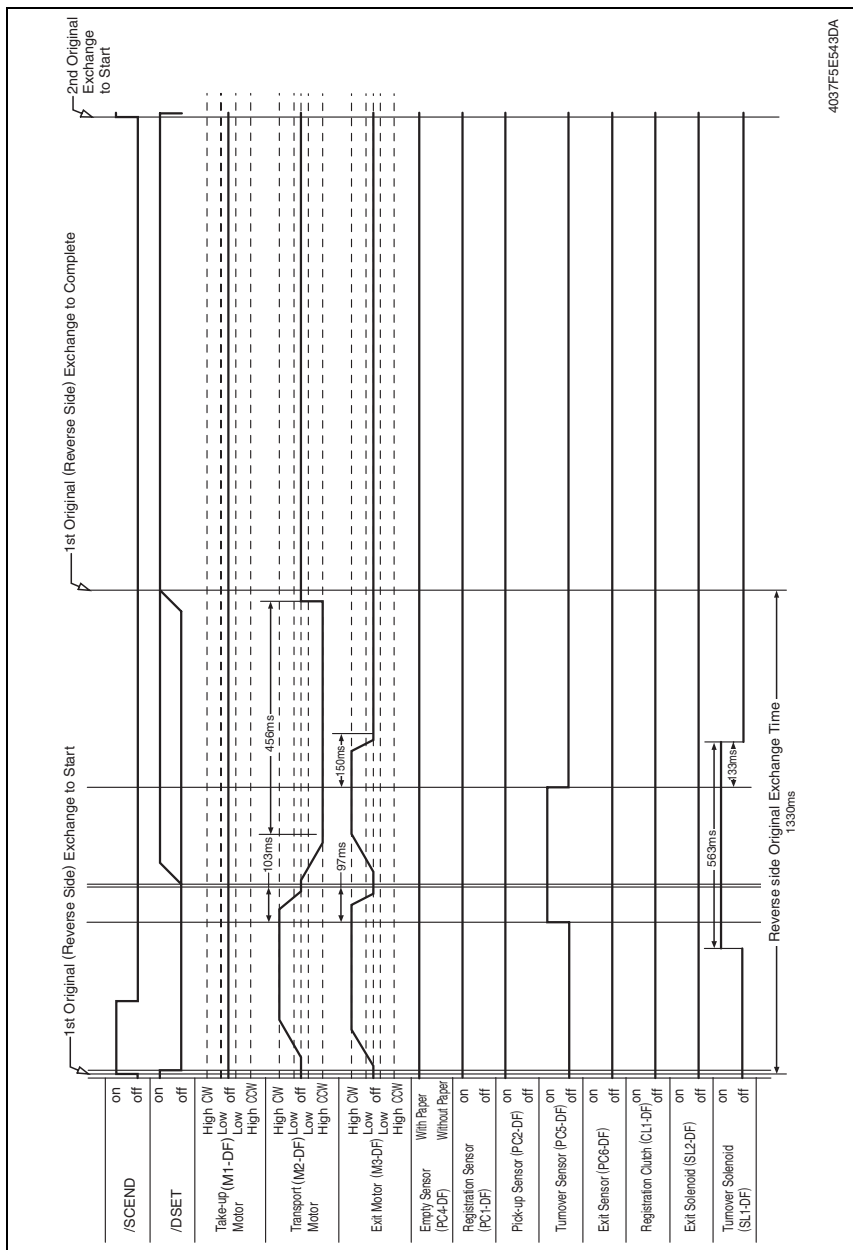 1st Original (Reverse Side) Exchange to Start
1st Original (Reverse Side) Exchange to Complete
2nd Original
Exchange
to Start
/SCEND
on
off
/DSET
on
off
Take-up (M1-DF)
Motor
High CW
Low
off
Low
High CCW
Transport (M2-DF)
Motor
High CW
Low
off
Low
High CCW
103ms
456ms
Exit Motor (M3-DF)
High CW
Low
off
Low
High CCW
97ms
150ms
Empty Sensor
(PC4-DF)
With Paper
Without Paper
Registration Sensor
(PC1-DF)
on
off
Pick-up Sensor (PC2-DF)
on
off
Turnover Sensor (PC5-DF)
on
off
Exit Sensor (PC6-DF)
on
off
Registration Clutch (CL1-DF)
on
off
Exit Solenoid (SL2-DF)
on
off
Turnover Solenoid
(SL1-DF)
on
off
563ms
133ms
Reverse side Original Exchange Time
1330ms
4037F5E543DA